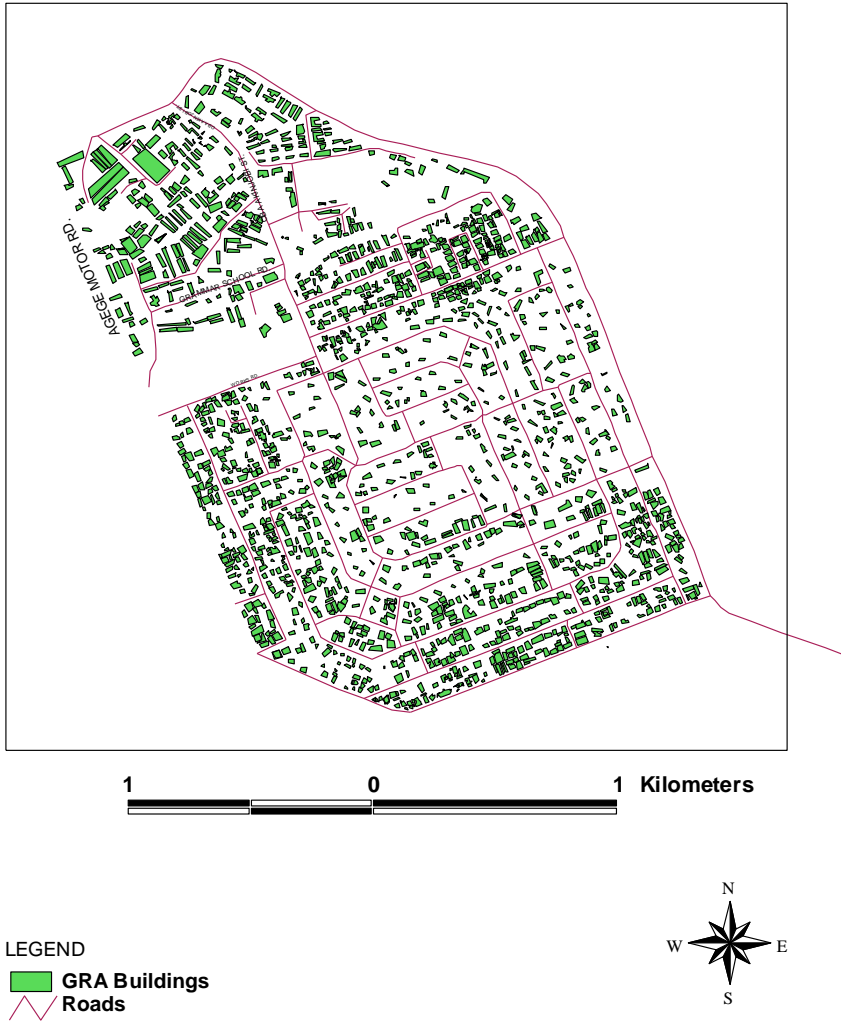 AGEGE MOTOR RD.
GRAMMAR SCHOOL RD
1 0 1 Kilometers
N
W E
S
LEGEND
GRA Buildings
Roads